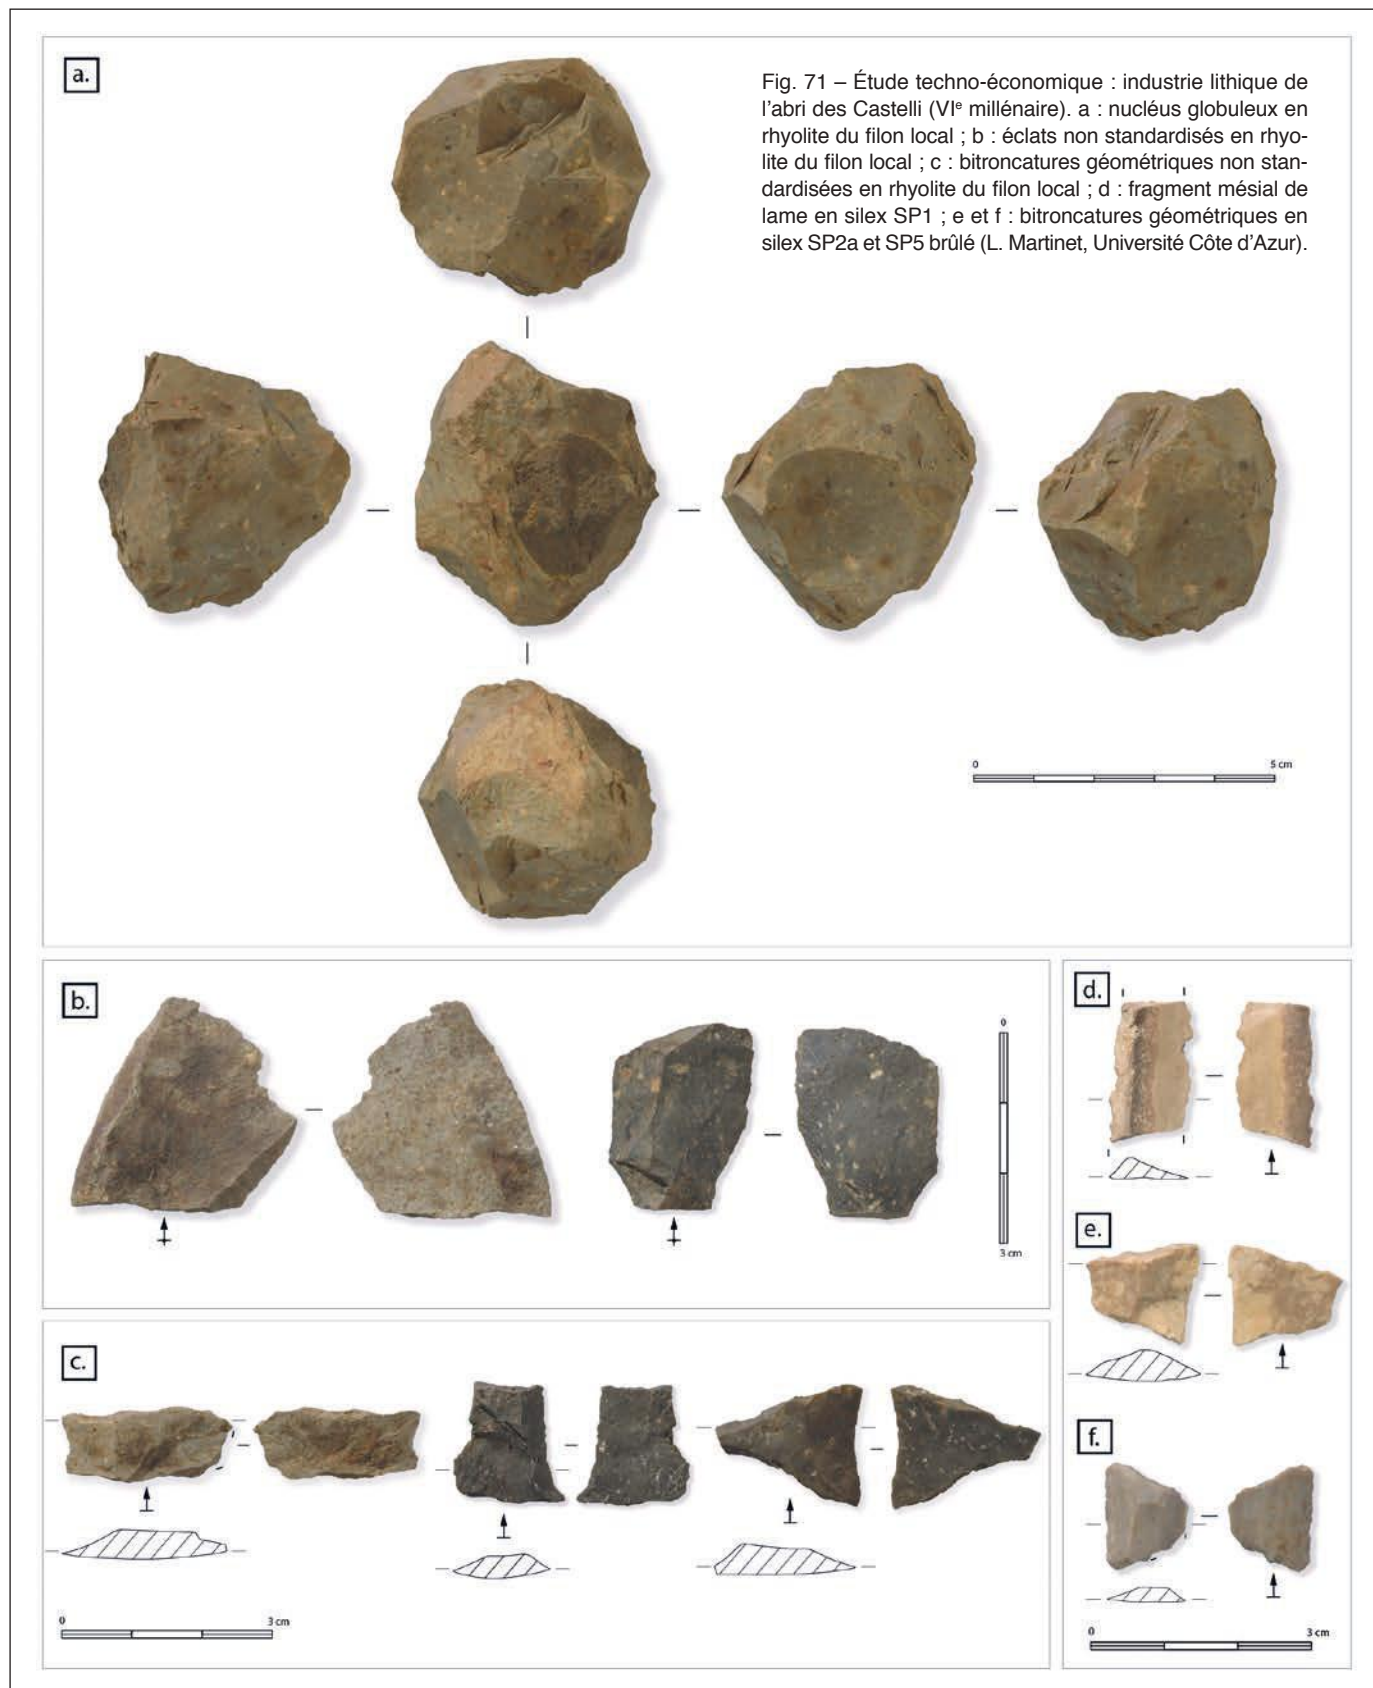 a.
Fig. 71 – Étude techno-économique : industrie lithique de
l'abri des Castelli (VIe millénaire). a : nucléus globuleux en
rhyolite du filon local ; b : éclats non standardisés en rhyo-
lite du filon local ; c : bitroncatures géométriques non stan-
dardisées en rhyolite du filon local ; d : fragment mésial de
lame en silex SP1 ; e et f : bitroncatures géométriques en
silex SP2a et SP5 brûlé (L. Martinet, Université Côte d'Azur).
0 5 cm
b.
0
3 cm
c.
0 3 cm
d.
e.
f.
0 3 cm